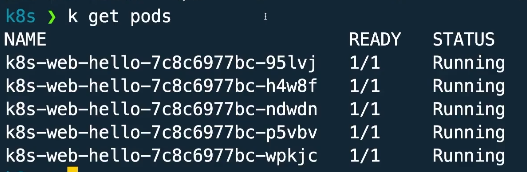 k8s ❯ k get pods
NAME READY STATUS
k8s-web-hello-7c8c6977bc-95lvj 1/1 Running
k8s-web-hello-7c8c6977bc-h4w8f 1/1 Running
k8s-web-hello-7c8c6977bc-ndwdn 1/1 Running
k8s-web-hello-7c8c6977bc-p5vbv 1/1 Running
k8s-web-hello-7c8c6977bc-wpkjc 1/1 Running